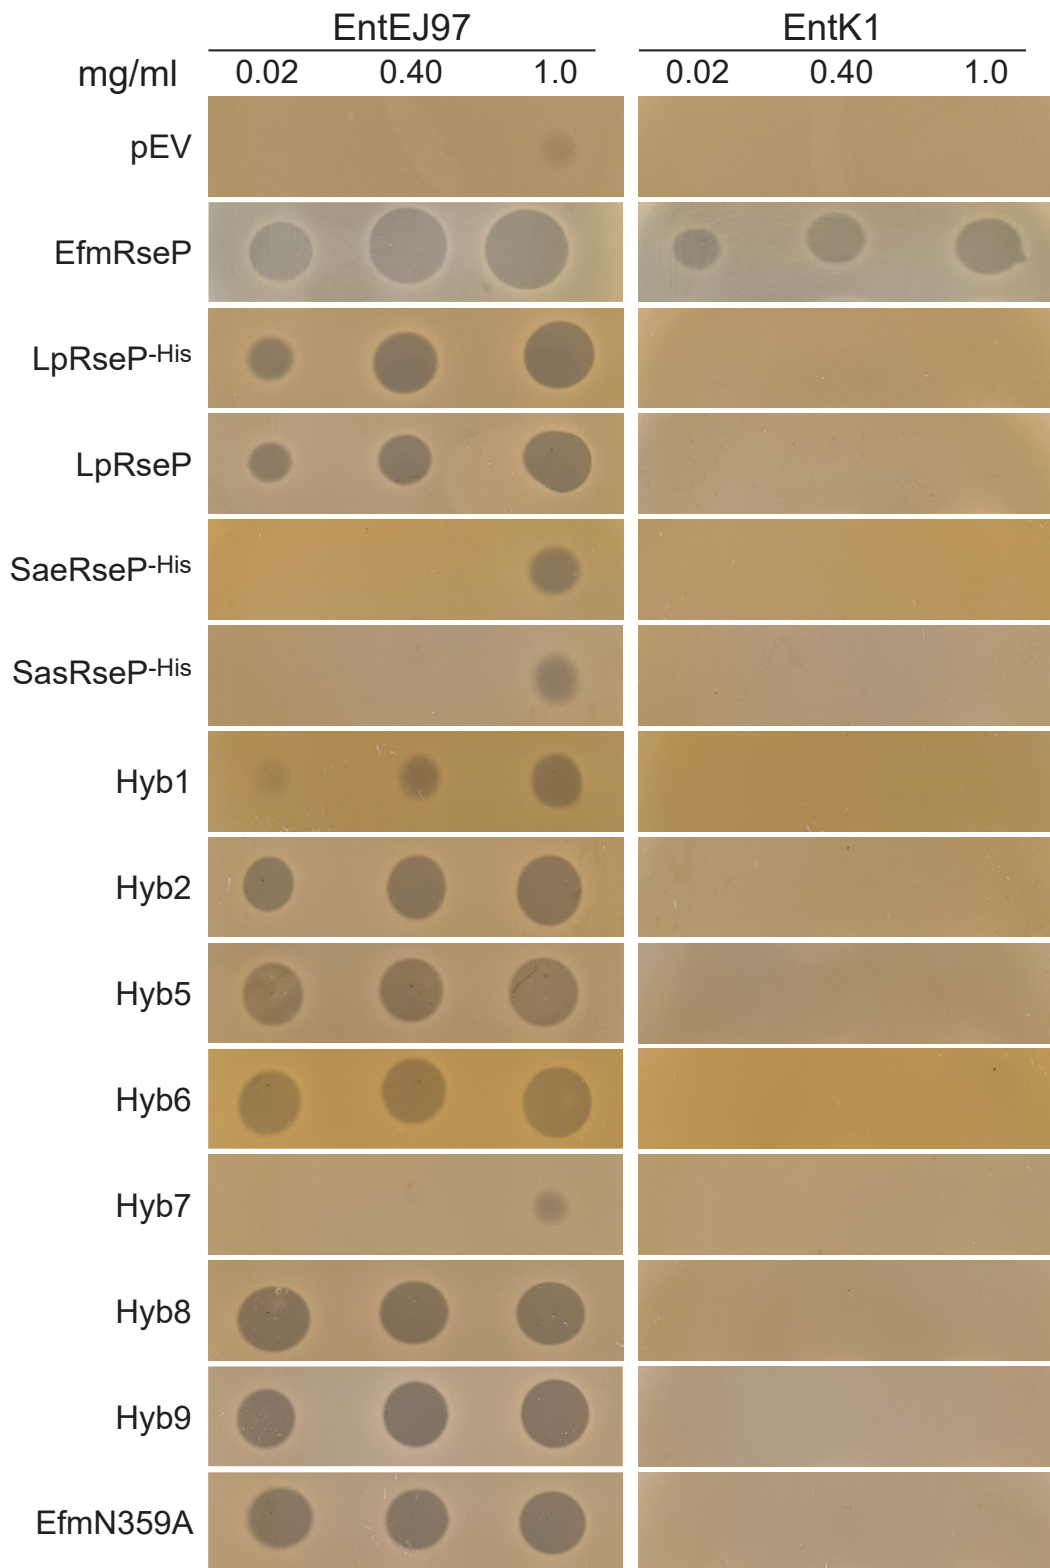 EntEJ97 EntK1
mg/ml 0.02 0.40 1.0 0.02 0.40 1.0
pEV
EfmRseP
LpRseP-His
LpRseP
SaeRseP-His
SasRseP-His
Hyb1
Hyb2
Hyb5
Hyb6
Hyb7
Hyb8
Hyb9
EfmN359A